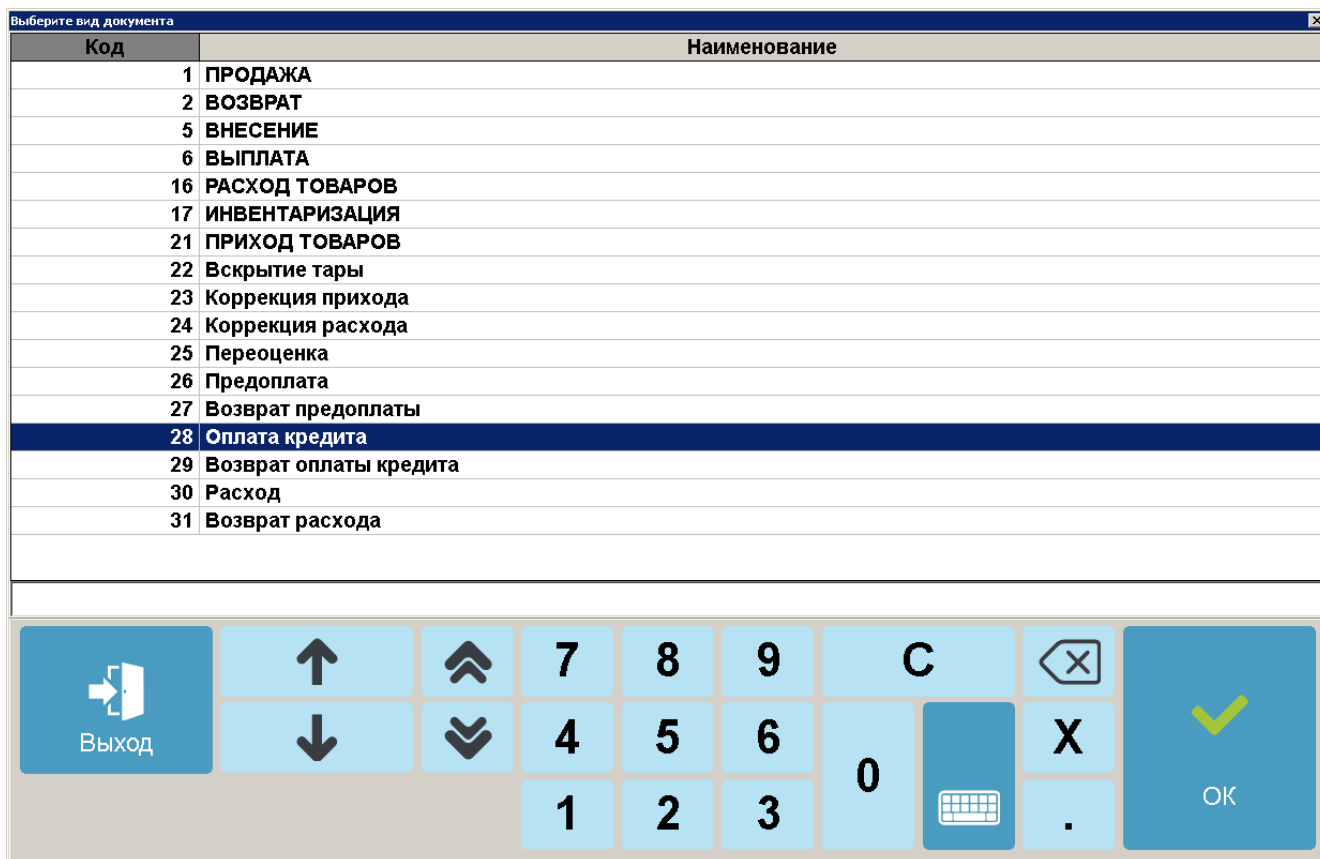 Выберите вид документа
Код Наименование
1 ПРОДАЖА
2 ВОЗВРАТ
5 ВНЕСЕНИЕ
6 ВЫПЛАТА
16 РАСХОД ТОВАРОВ
17 ИНВЕНТАРИЗАЦИЯ
21 ПРИХОД ТОВАРОВ
22 Вскрытие тары
23 Коррекция прихода
24 Коррекция расхода
25 Переоценка
26 Предоплата
27 Возврат предоплаты
28 Оплата кредита
29 Возврат оплаты кредита
30 Расход
31 Возврат расхода
7 8 9 C
Выход 4 5 6 0 X
1 2 3 . ОК